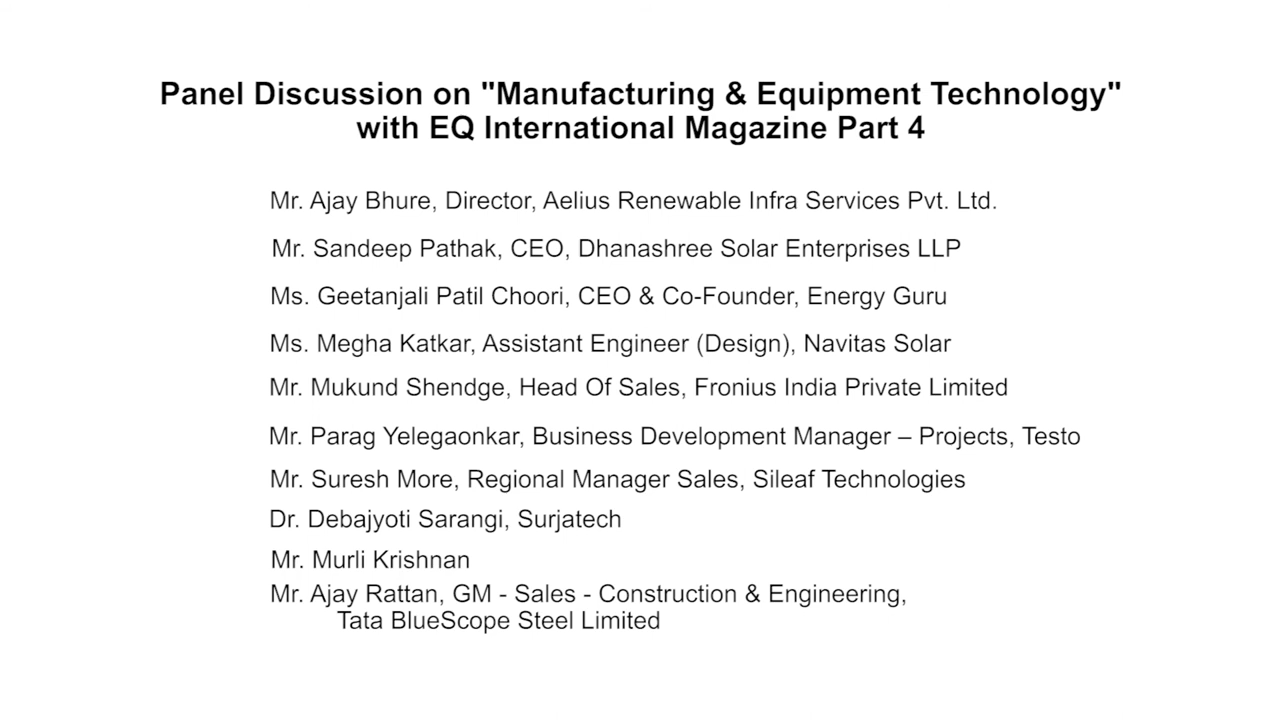 Panel Discussion on "Manufacturing & Equipment Technology"
with EQ International Magazine Part 4
Mr. Ajay Bhure, Director, Aelius Renewable Infra Services Pvt. Ltd.
Mr. Sandeep Pathak, CEO, Dhanashree Solar Enterprises LLP
Ms. Geetanjali Patil Choori, CEO & Co-Founder, Energy Guru
Ms. Megha Katkar, Assistant Engineer (Design), Navitas Solar
Mr. Mukund Shendge, Head Of Sales, Fronius India Private Limited
Mr. Parag Yelegaonkar, Business Development Manager – Projects, Testo
Mr. Suresh More, Regional Manager Sales, Sileaf Technologies
Dr. Debajyoti Sarangi, Surjatech
Mr. Murli Krishnan
Mr. Ajay Rattan, GM - Sales - Construction & Engineering,
Tata BlueScope Steel Limited